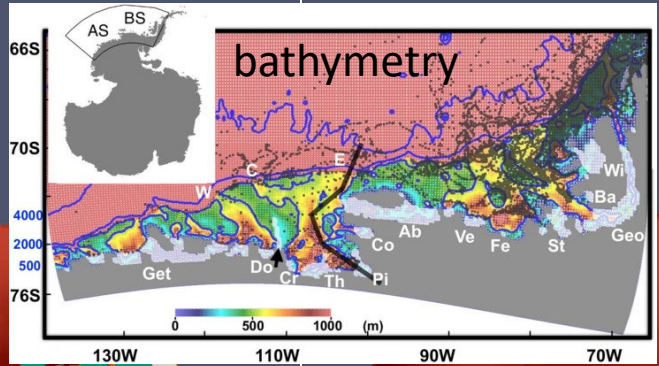 AS BS
bathymetry
66S
70S
4000
2000
500
76S
W C E
Wi
Ba
Geo
Co Ab Ve Fe St
Get Do Cr Th Pi
0 500 1000 (m)
130W 110W 90W 70W